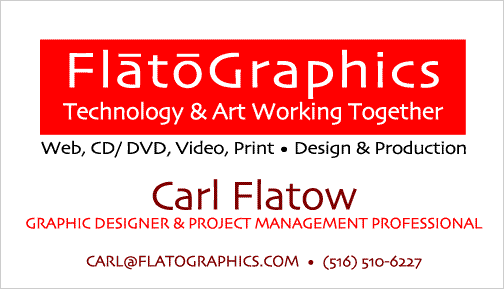 FlātōGraphics
Technology & Art Working Together
Web, CD/ DVD, Video, Print • Design & Production
Carl Flatow
GRAPHIC DESIGNER & PROJECT MANAGEMENT PROFESSIONAL
CARL@FLATOGRAPHICS.COM • (516) 510-6227